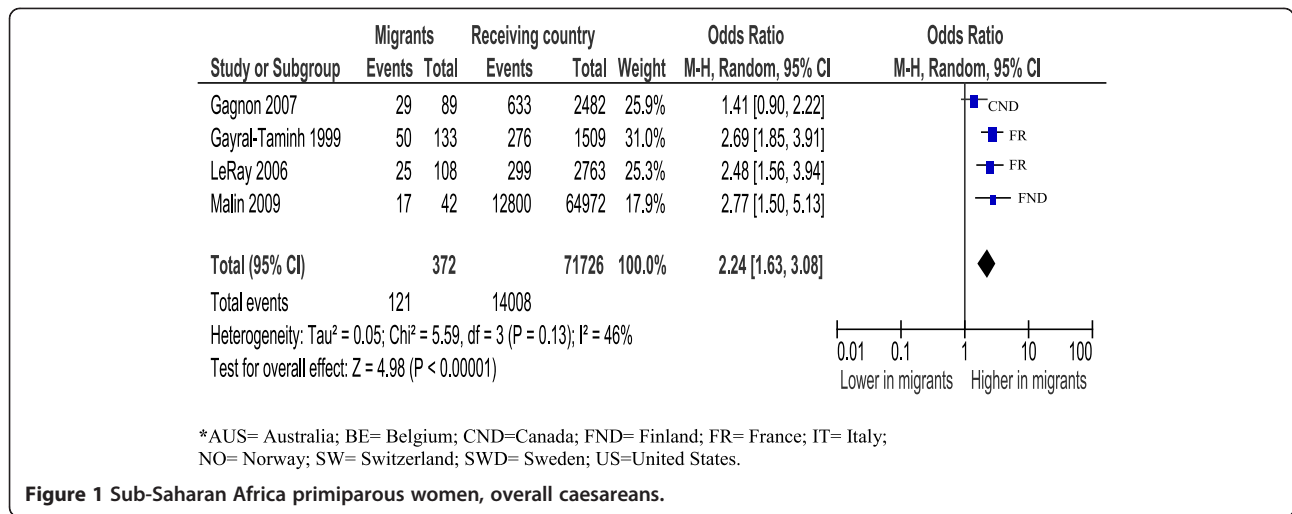 Migrants Receiving country Odds Ratio Odds Ratio
Study or Subgroup Events Total Events Total Weight M-H, Random, 95% CI M-H, Random, 95% CI
Gagnon 2007 29 89 633 2482 25.9% 1.41 [0.90, 2.22] CND
Gayral-Taminh 1999 50 133 276 1509 31.0% 2.69 [1.85, 3.91] FR
LeRay 2006 25 108 299 2763 25.3% 2.48 [1.56, 3.94] FR
Malin 2009 17 42 12800 64972 17.9% 2.77 [1.50, 5.13] FND
Total (95% CI) 372 71726 100.0% 2.24 [1.63, 3.08]
Total events 121 14008
Heterogeneity: Tau² = 0.05; Chi² = 5.59, df = 3 (P = 0.13); I² = 46%
Test for overall effect: Z = 4.98 (P < 0.00001)
0.01 0.1 1 10 100
Lower in migrants Higher in migrants
*AUS= Australia; BE= Belgium; CND=Canada; FND= Finland; FR= France; IT= Italy;
NO= Norway; SW= Switzerland; SWD= Sweden; US=United States.
Figure 1 Sub-Saharan Africa primiparous women, overall caesareans.